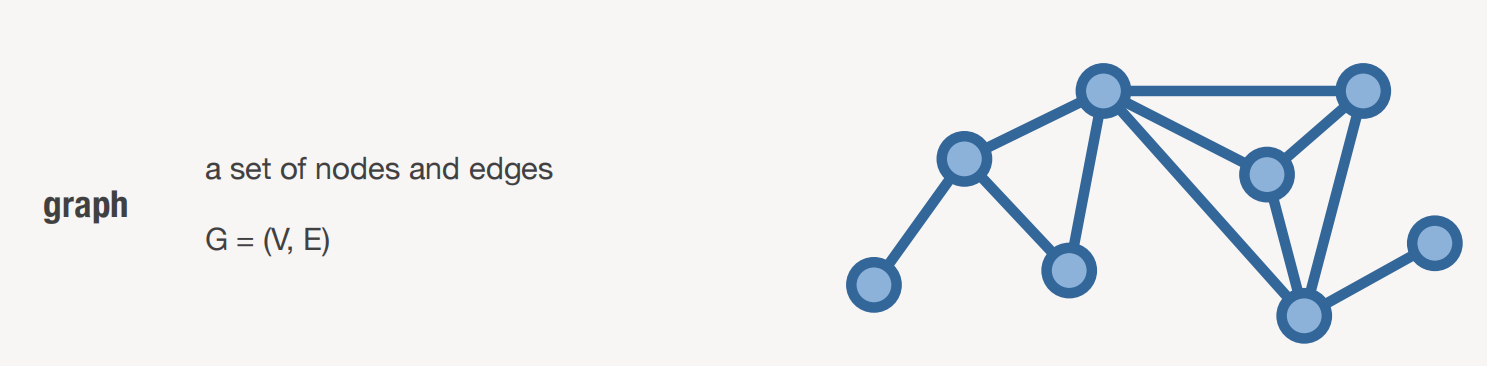 graph
a set of nodes and edges
G = (V, E)